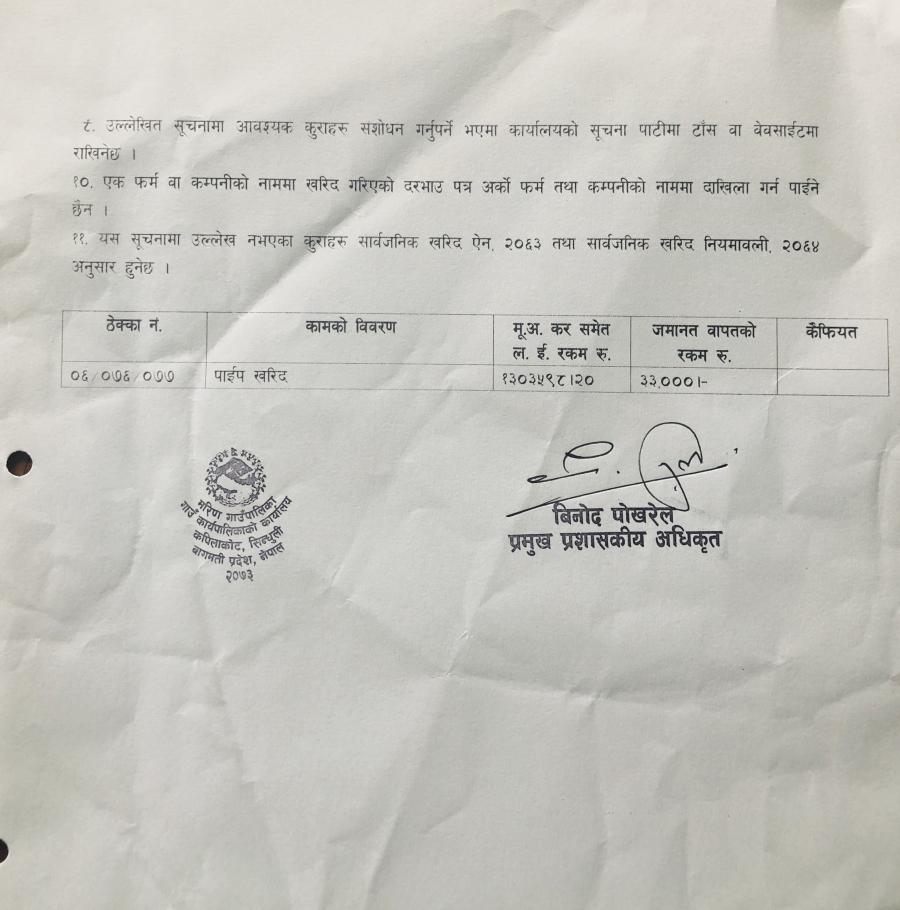 ९. उल्लेखित सूचनामा आवश्यक कुराहरु संशोधन गर्नुपर्ने भएमा कार्यालयको सूचना पाटीमा टाँस वा वेवसाईटमा
राखिनेछ ।
१०. एक फर्म वा कम्पनीको नाममा खरिद गरिएको दरभाउ पत्र अर्को फर्म तथा कम्पनीको नाममा दाखिला गर्न पाईने
छैन ।
११. यस सूचनामा उल्लेख नभएका कुराहरु सार्वजनिक खरिद ऐन, २०६३ तथा सार्वजनिक खरिद नियमावली, २०६४
अनुसार हुनेछ ।
ठेक्का नं. कामको विवरण मू.अ. कर समेत ल. ई. रकम रु. जमानत वापतको रकम रु. कैफियत
०६/०७६/०७७ पाईप खरिद १३०३५९८।२० ३३,०००।-
मरिण गाउँपालिका
गाउँ कार्यपालिकाको कार्यालय
कपिलाकोट, सिन्धुली
बागमती प्रदेश, नेपाल
२०७३
बिनोद पोखरेल
प्रमुख प्रशासकीय अधिकृत